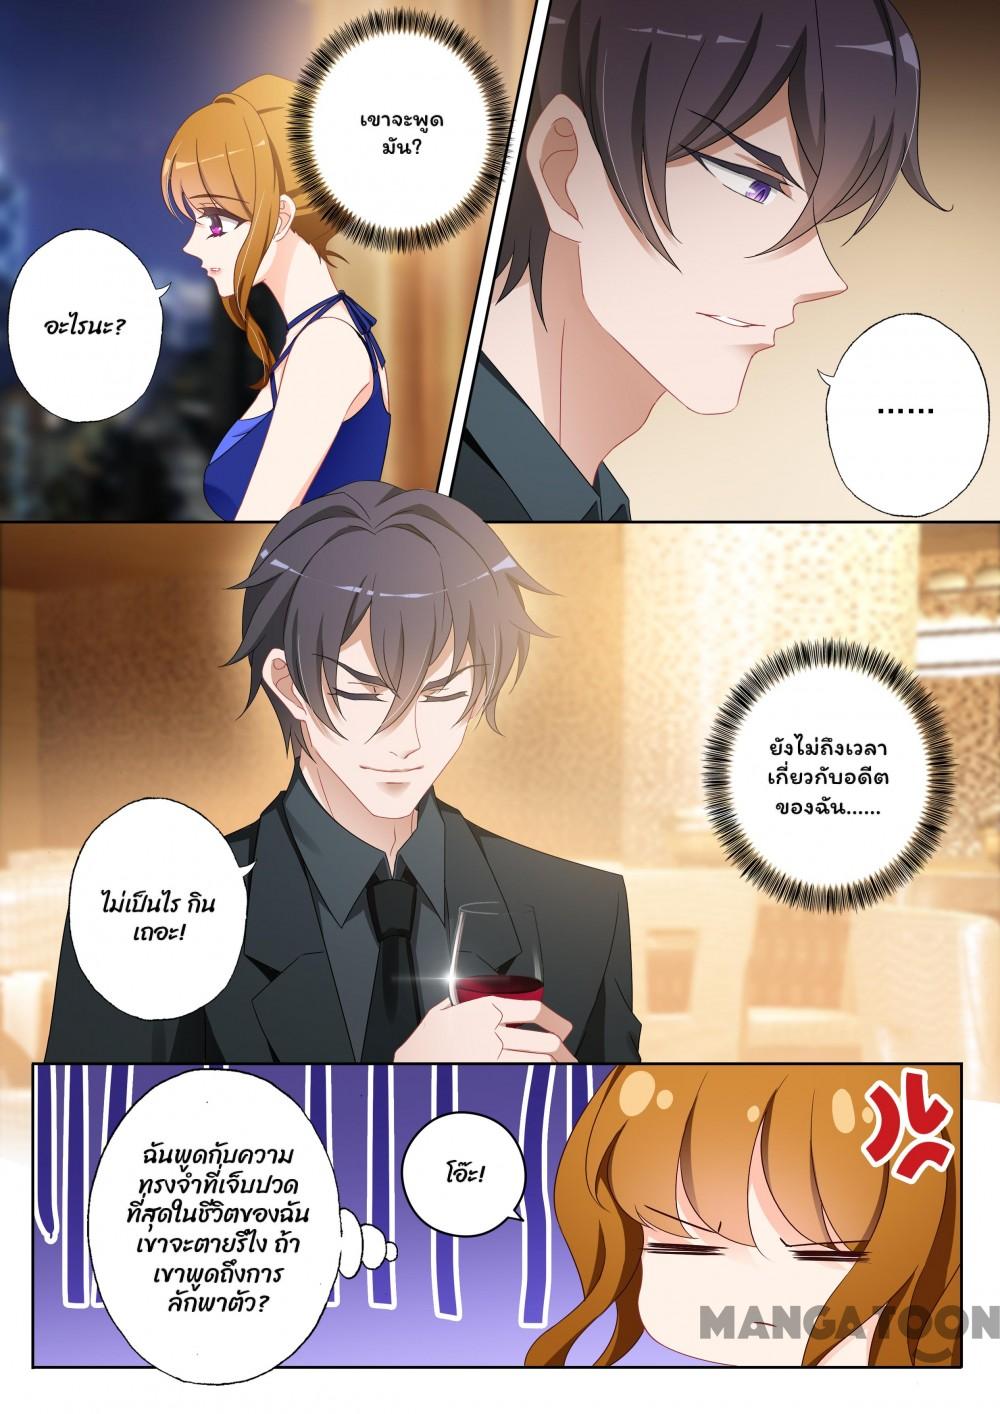 เขาจะพูด
มัน?
อะไรนะ?
......
ยังไม่ถึงเวลา
เกี่ยวกับอดีต
ของฉัน......
ไม่เป็นไร กิน
เถอะ!
ฉันพูดกับความ
ทรงจำที่เจ็บปวด
ที่สุดในชีวิตของฉัน
เขาจะตายรึไง ถ้า
เขาพูดถึงการ
ลักพาตัว?
โอ๊ะ!
MANGATOON